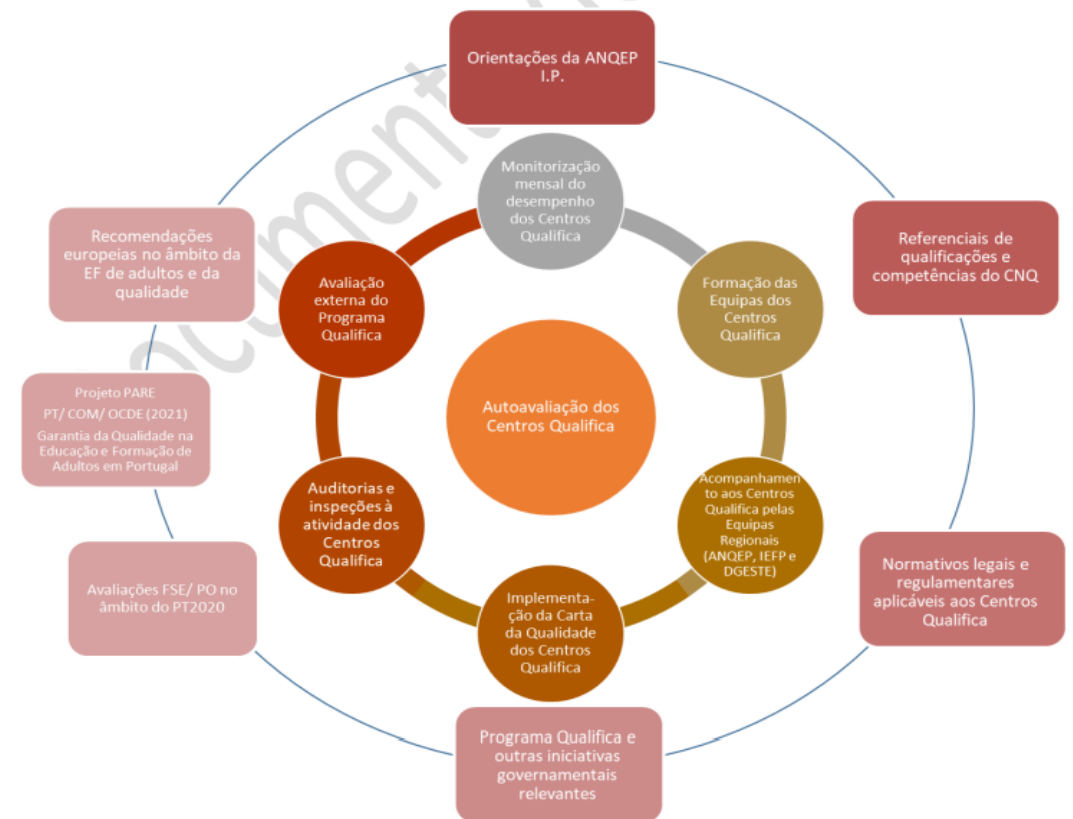 Orientações da ANQEP
I.P.
Monitorização
mensal do
desempenho
dos Centros
Qualifica
Recomendações
europeias no âmbito da
EF de adultos e da
qualidade
Referenciais de
qualificações e
competências do CNQ
Avaliação
externa do
Programa
Qualifica
Formação das
Equipas dos
Centros
Qualifica
Projeto PARE
PT/ COM/ OCDE (2021)
Garantia da Qualidade na
Educação e Formação de
Adultos em Portugal
Autoavaliação dos
Centros Qualifica
Auditorias e
inspeções à
atividade dos
Centros
Qualifica
Acompanhamen
to aos Centros
Qualifica pelas
Equipas
Regionais
(ANQEP, IEFP e
DGESTE)
Avaliações FSE/ PO no
âmbito do PT2020
Normativos legais e
regulamentares
aplicáveis aos Centros
Qualifica
Implementa-
ção da Carta
da Qualidade
dos Centros
Qualifica
Programa Qualifica e
outras iniciativas
governamentais
relevantes